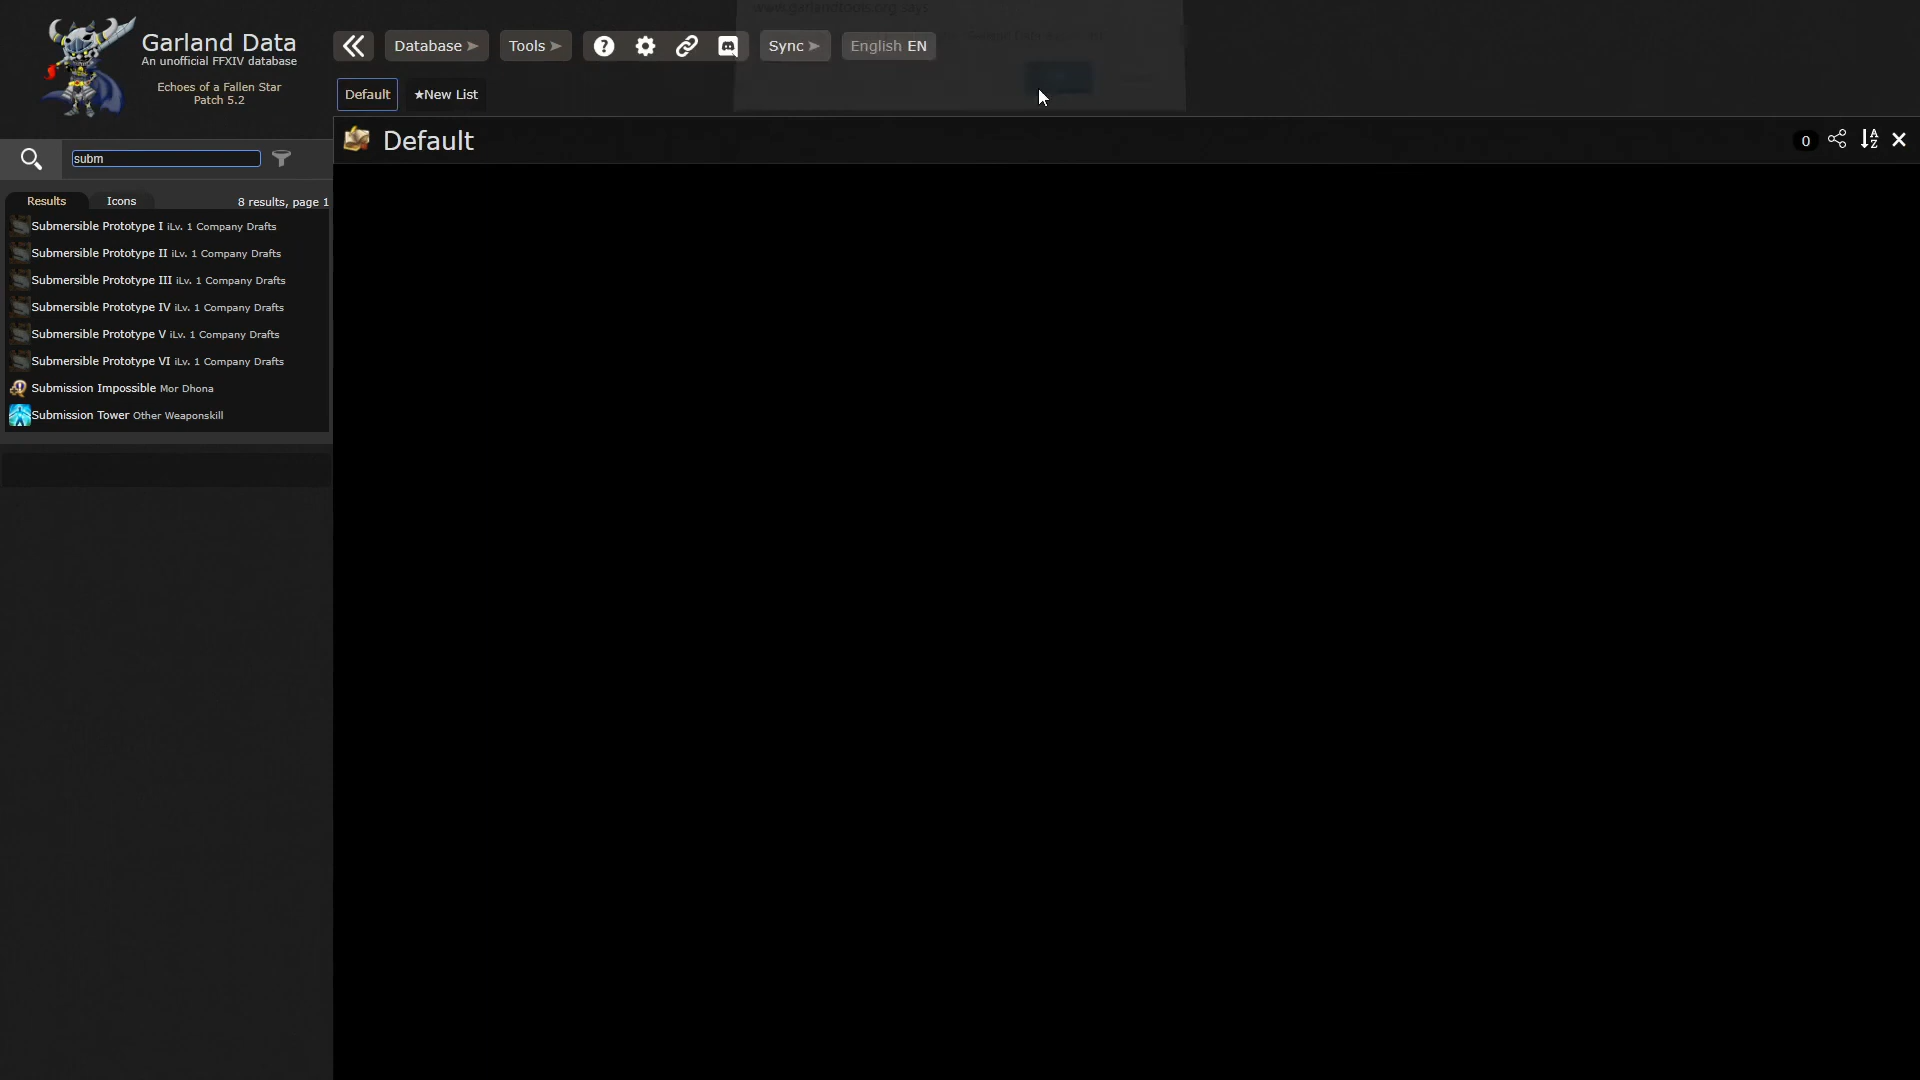 Garland Data
An unofficial FFXIV database
Echoes of a Fallen Star
Patch 5.2
Database ➤
Tools ➤
Sync ➤
English EN
www.garlandtools.org says
Default
★New List
Default
0
subm
Results
Icons
8 results, page 1
Submersible Prototype I iLv. 1 Company Drafts
Submersible Prototype II iLv. 1 Company Drafts
Submersible Prototype III iLv. 1 Company Drafts
Submersible Prototype IV iLv. 1 Company Drafts
Submersible Prototype V iLv. 1 Company Drafts
Submersible Prototype VI iLv. 1 Company Drafts
Submission Impossible Mor Dhona
Submission Tower Other Weaponskill